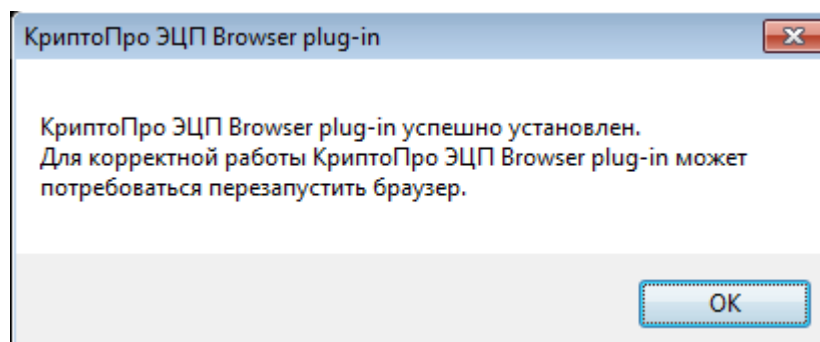 КриптоПро ЭЦП Browser plug-in
КриптоПро ЭЦП Browser plug-in успешно установлен.
Для корректной работы КриптоПро ЭЦП Browser plug-in может
потребоваться перезапустить браузер.
OK